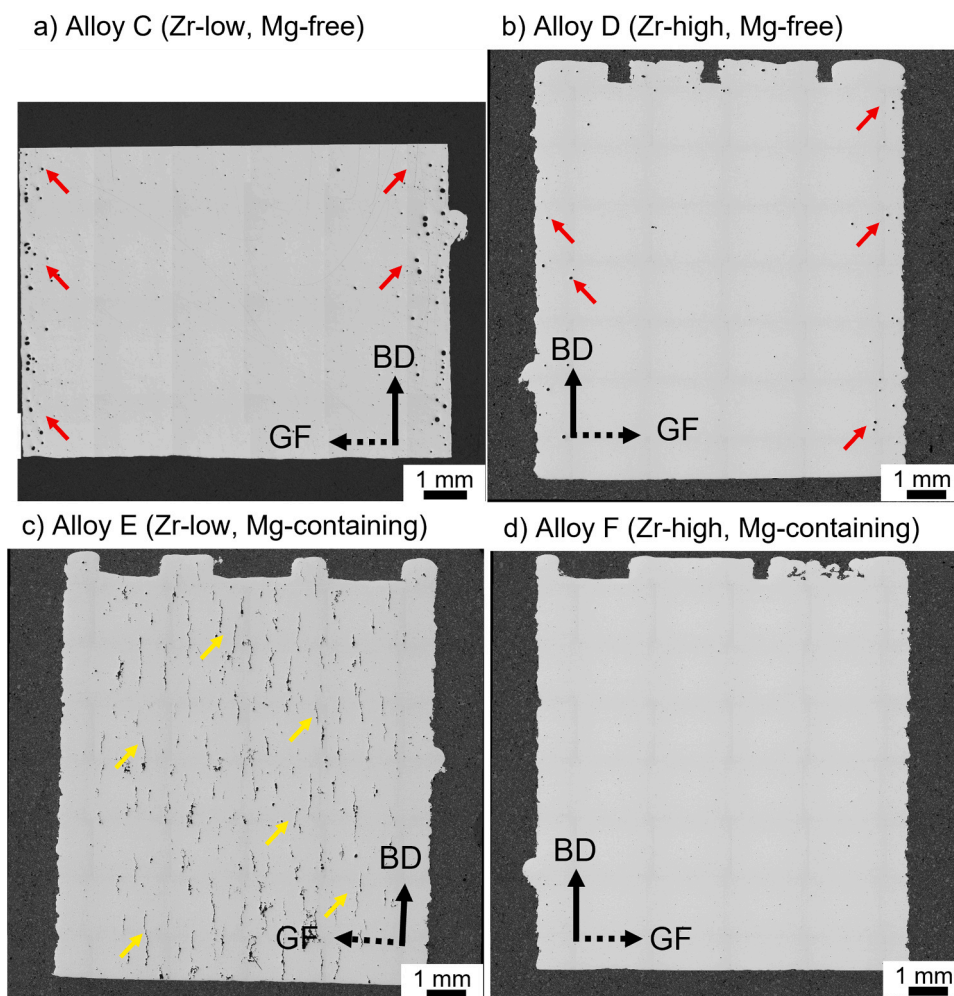 a) Alloy C (Zr-low, Mg-free)
b) Alloy D (Zr-high, Mg-free)
BD
GF
1 mm
BD
GF
1 mm
c) Alloy E (Zr-low, Mg-containing)
d) Alloy F (Zr-high, Mg-containing)
BD
GF
1 mm
BD
GF
1 mm